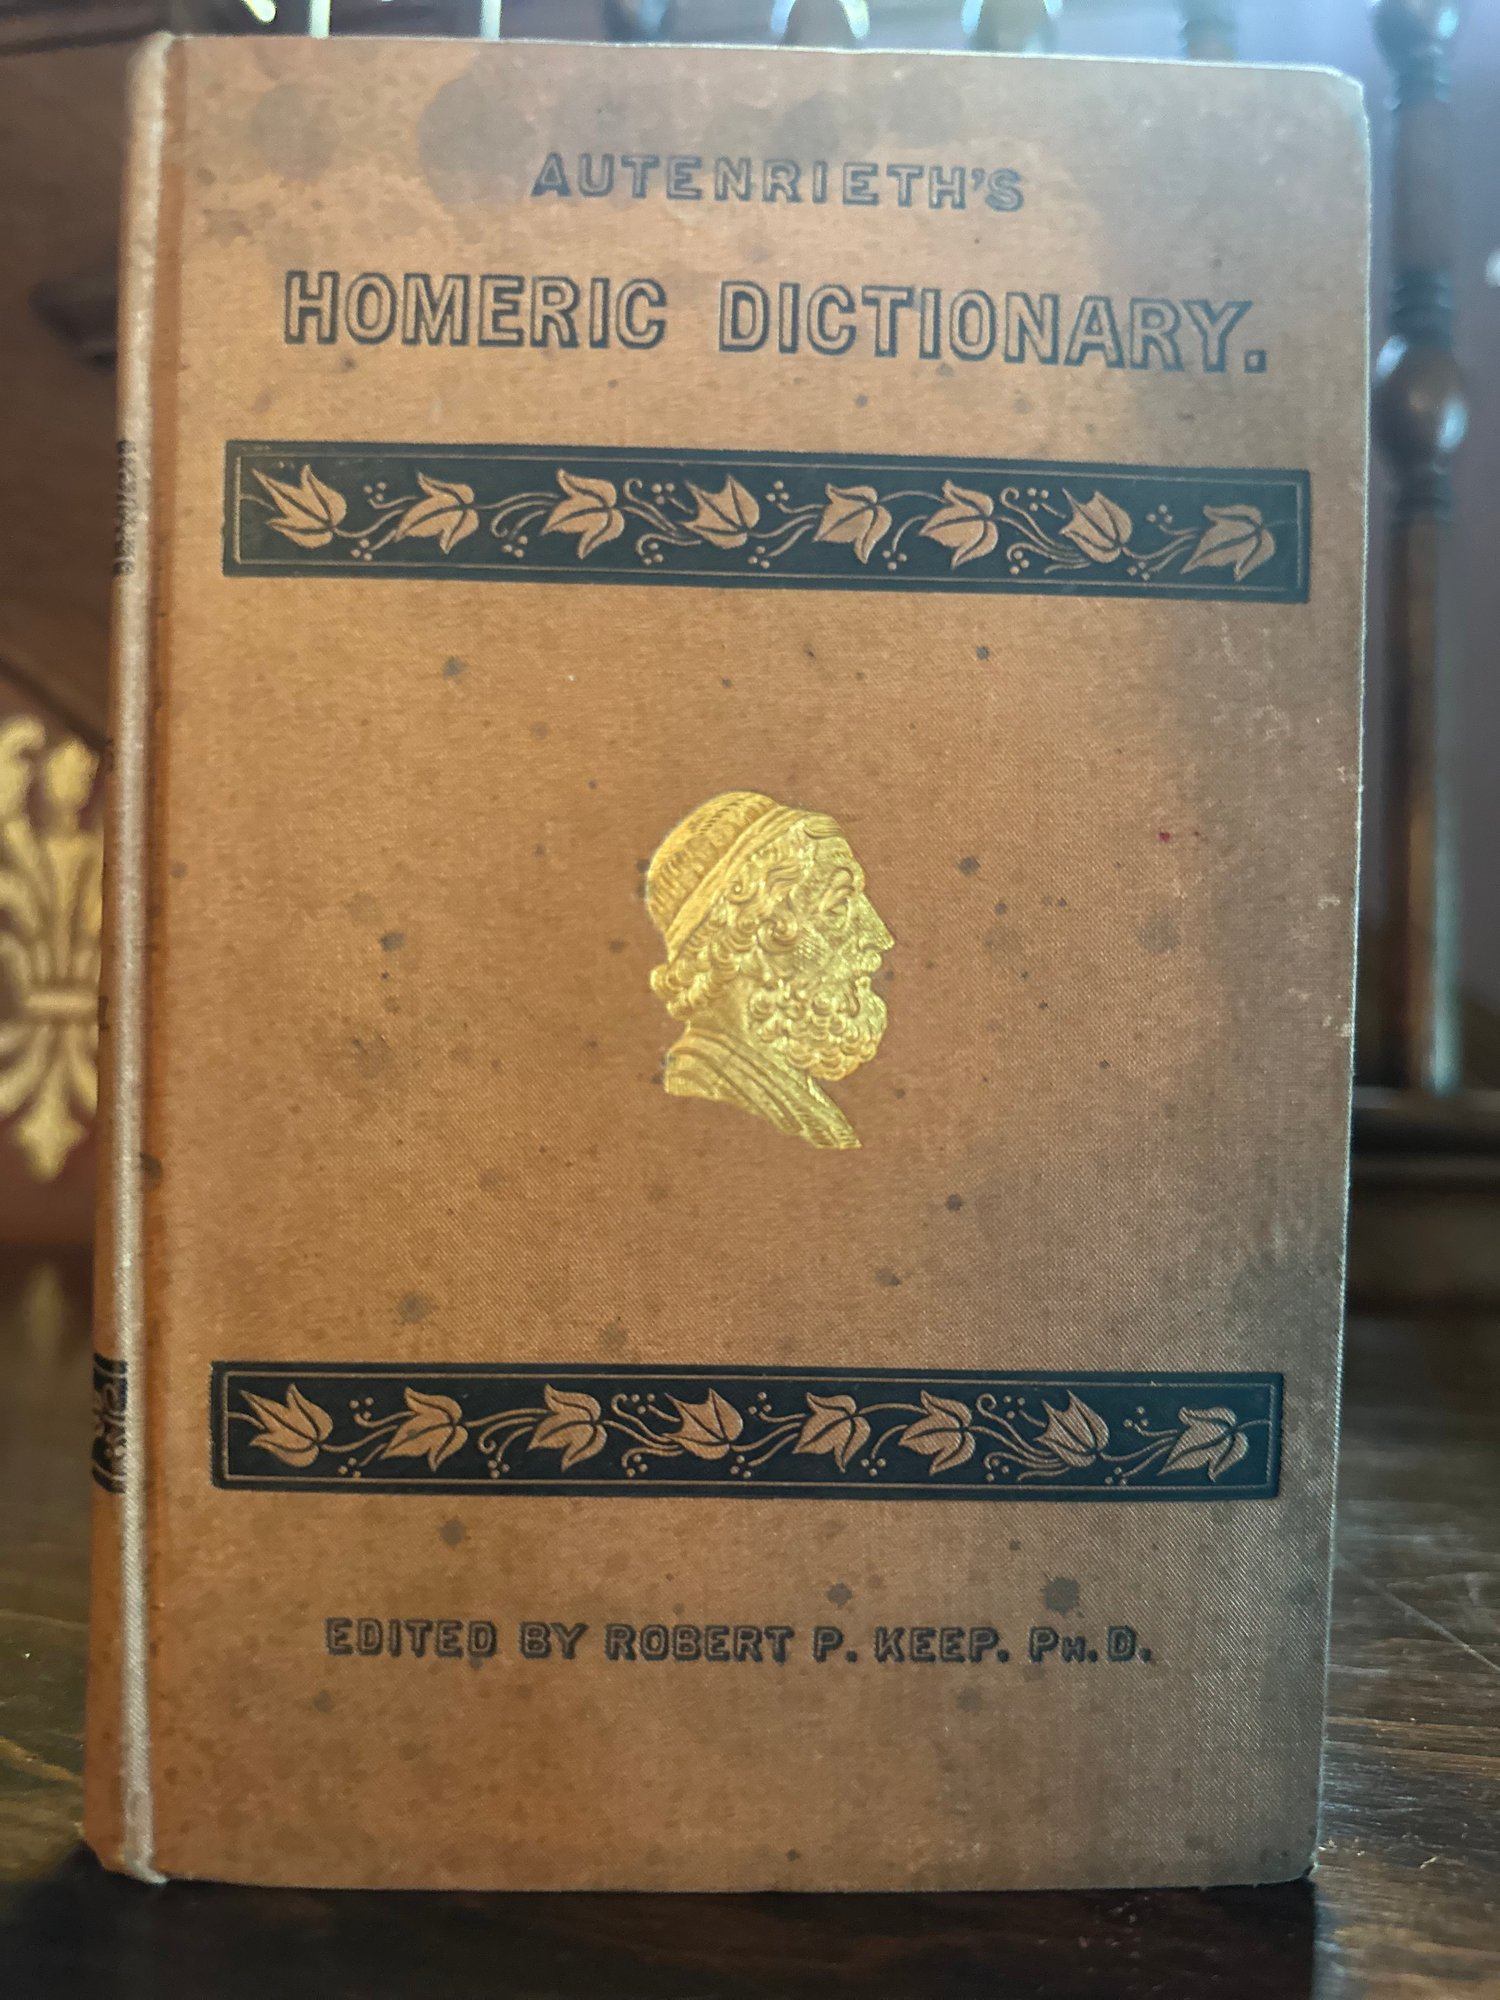 AUTENRIETH'S
HOMERIC DICTIONARY.
EDITED BY ROBERT P. KEEP. PH.D.